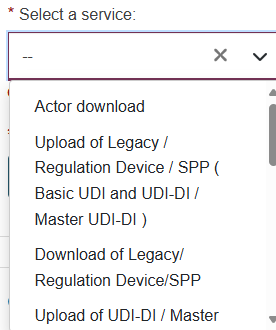 * Select a service:
--
Actor download
Upload of Legacy /
Regulation Device / SPP (
Basic UDI and UDI-DI /
Master UDI-DI )
Download of Legacy/
Regulation Device/SPP
Upload of UDI-DI / Master